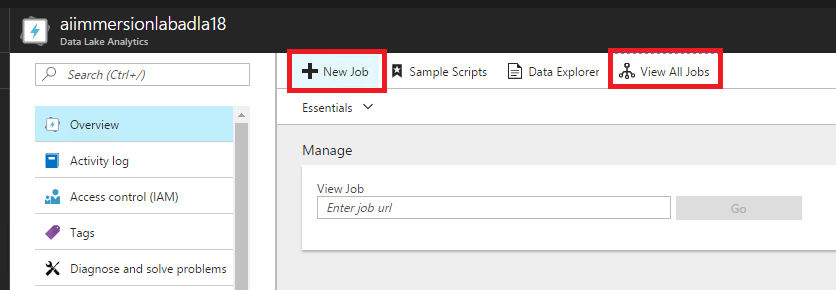 aiimmersionlabadla18
Data Lake Analytics
Search (Ctrl+/)
Overview
Activity log
Access control (IAM)
Tags
Diagnose and solve problems
New Job
Sample Scripts
Data Explorer
View All Jobs
Essentials
Manage
View Job
Enter job url
Go